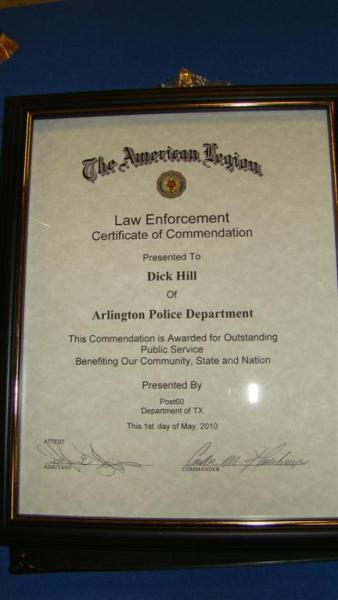 The American Legion
Law Enforcement
Certificate of Commendation
Presented To
Dick Hill
Of
Arlington Police Department
This Commendation is Awarded for Outstanding
Public Service
Benefiting Our Community, State and Nation
Presented By
Post60
Department of TX
This 1st day of May, 2010
ATTEST
ADJUTANT
COMMANDER